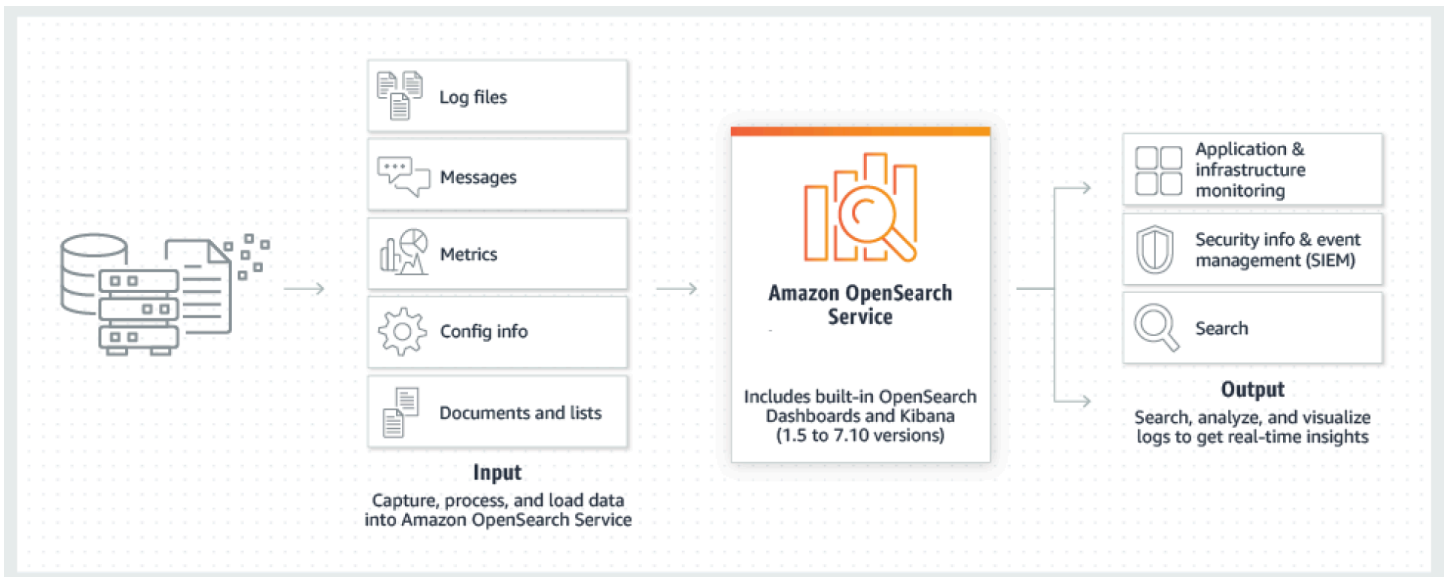 Log files
Messages
Metrics
Config info
Documents and lists
Input
Capture, process, and load data
into Amazon OpenSearch Service
Amazon OpenSearch
Service
Includes built-in OpenSearch
Dashboards and Kibana
(1.5 to 7.10 versions)
Application &
infrastructure
monitoring
Security info & event
management (SIEM)
Search
Output
Search, analyze, and visualize
logs to get real-time insights